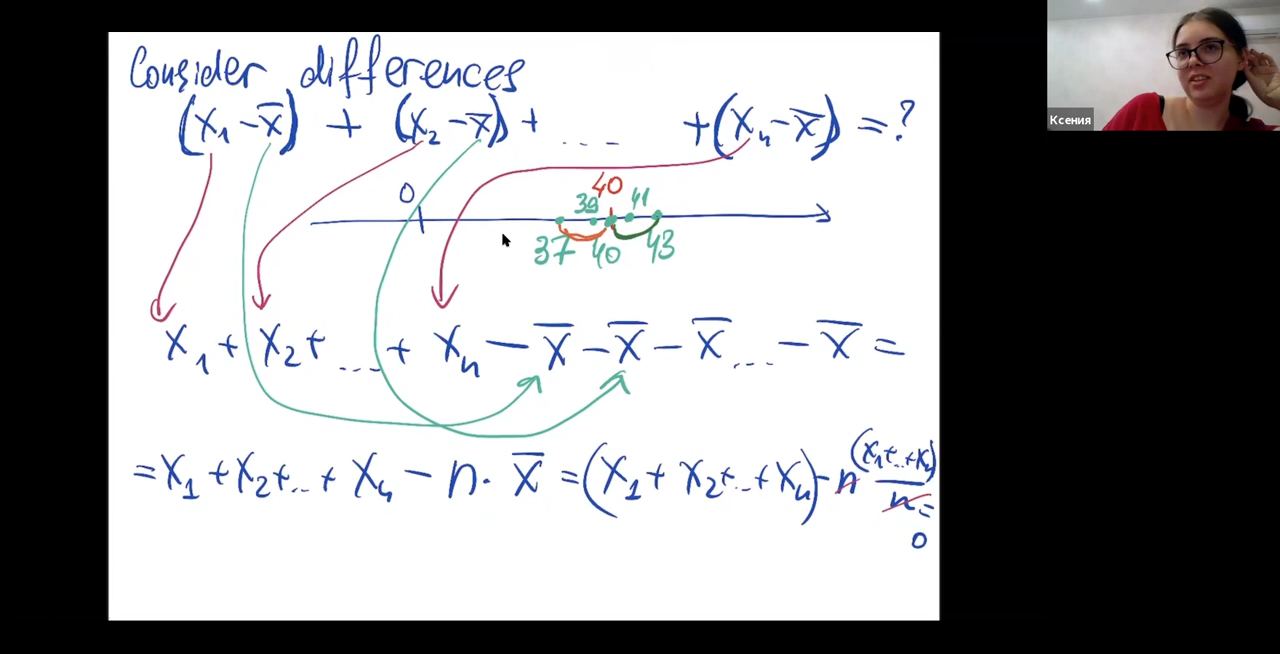 Consider differences
(x₁ - x̄) + (x₂ - x̄) + ... + (xₙ - x̄) = ?
Ксения
0 39 40 41
37 40 43
x₁ + x₂ + ... + xₙ - x̄ - x̄ - x̄ ... - x̄ =
= x₁ + x₂ + ... + xₙ - n · x̄ = (x₁ + x₂ + ... + xₙ) - n (x₁ + ... + xₙ) / n =
0